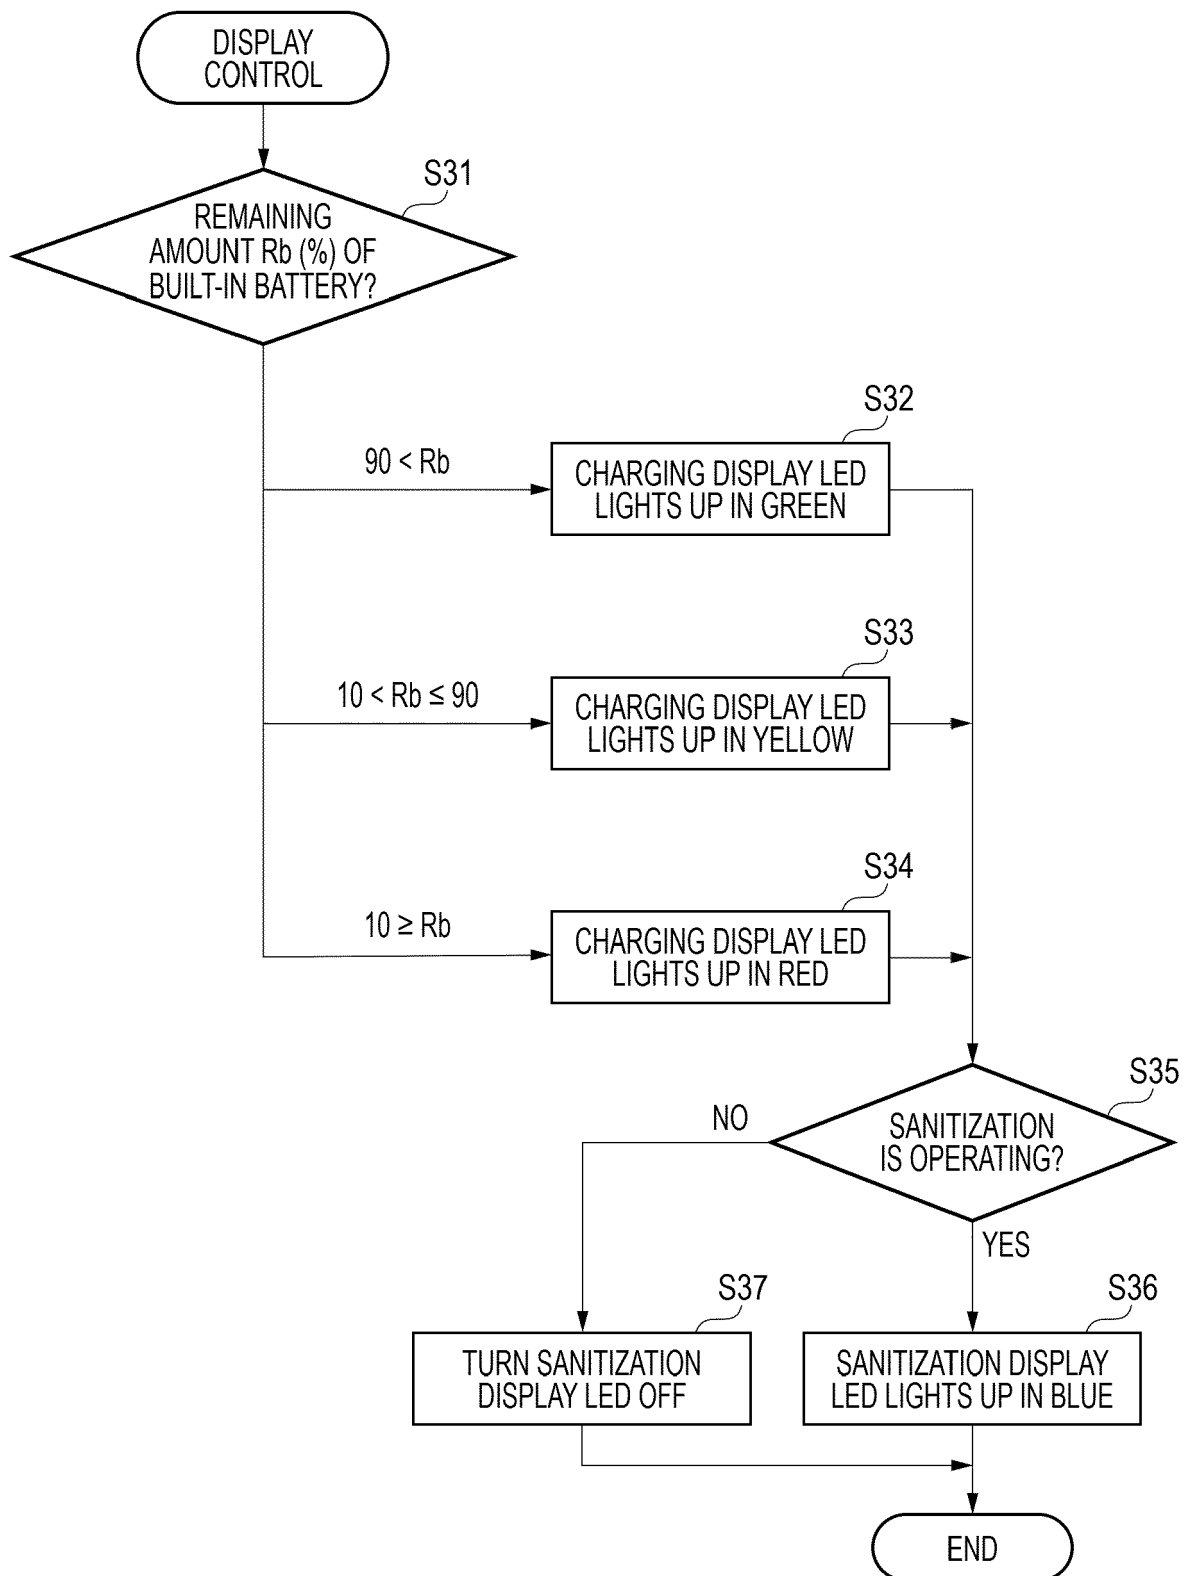 DISPLAY
CONTROL
S31
REMAINING
AMOUNT Rb (%) OF
BUILT-IN BATTERY?
S32
90 < Rb
CHARGING DISPLAY LED
LIGHTS UP IN GREEN
S33
10 < Rb ≤ 90
CHARGING DISPLAY LED
LIGHTS UP IN YELLOW
S34
10 ≥ Rb
CHARGING DISPLAY LED
LIGHTS UP IN RED
S35
NO
SANITIZATION
IS OPERATING?
YES
S37
TURN SANITIZATION
DISPLAY LED OFF
S36
SANITIZATION DISPLAY
LED LIGHTS UP IN BLUE
END